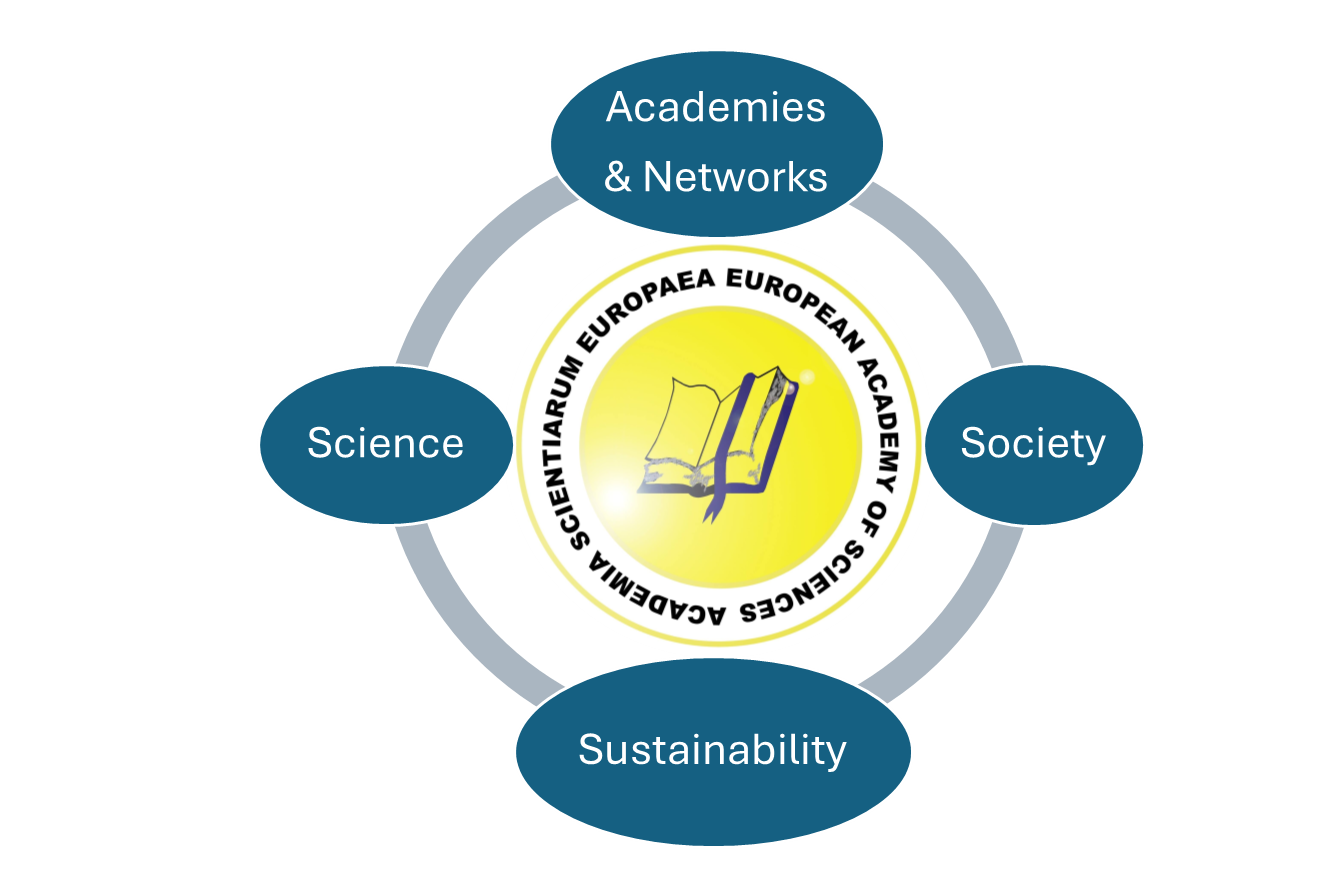 Academies
& Networks
ACADEMIA SCIENTIARUM EUROPAEA EUROPEAN ACADEMY OF SCIENCES
Science
Society
Sustainability